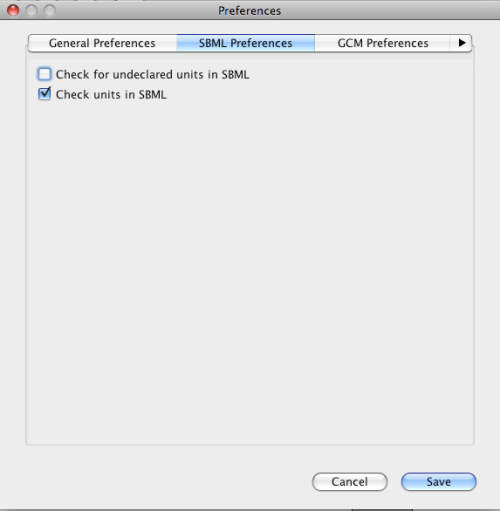 Preferences
General Preferences SBML Preferences GCM Preferences
Check for undeclared units in SBML
Check units in SBML
Cancel Save